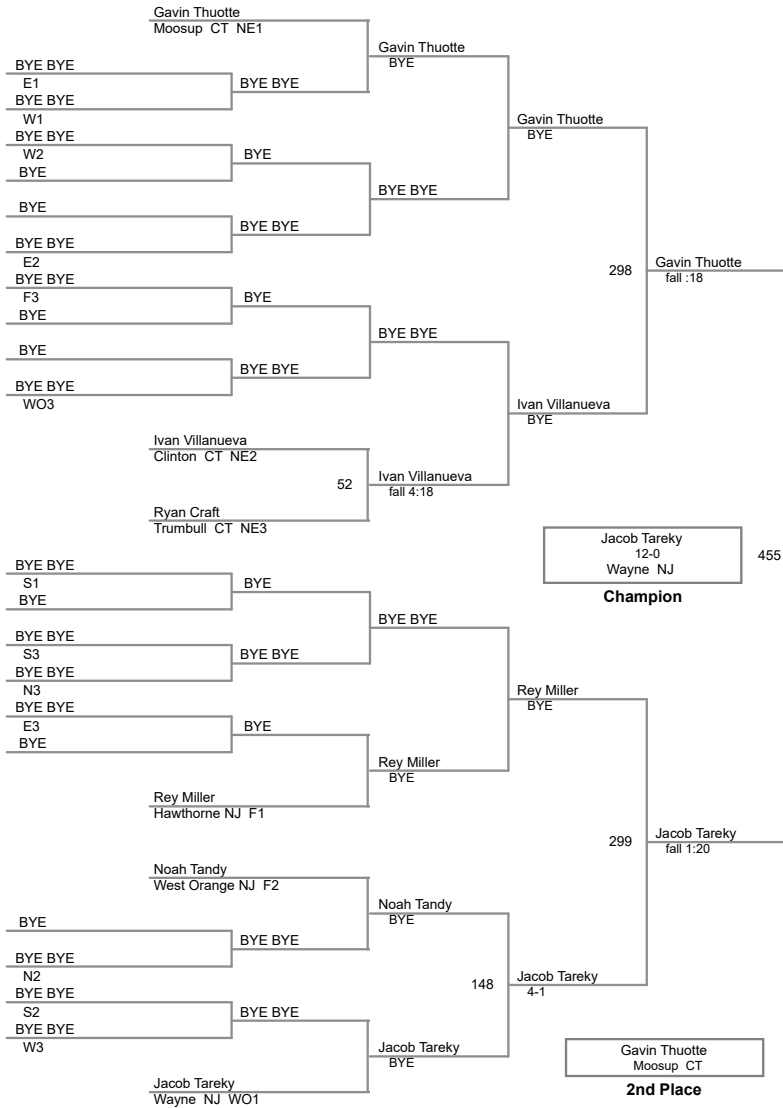 Gavin Thuotte
Moosup CT NE1
Gavin Thuotte
BYE
BYE BYE
E1
BYE BYE
BYE BYE
W1
Gavin Thuotte
BYE
BYE BYE
W2
BYE
BYE
BYE BYE
BYE
BYE BYE
BYE BYE
E2
298
Gavin Thuotte
fall :18
BYE BYE
F3
BYE
BYE
BYE BYE
BYE
BYE BYE
BYE BYE
WO3
Ivan Villanueva
BYE
Ivan Villanueva
Clinton CT NE2
52
Ivan Villanueva
fall 4:18
Ryan Craft
Trumbull CT NE3
Jacob Tareky
12-0
Wayne NJ
455
Champion
BYE BYE
S1
BYE
BYE
BYE BYE
BYE BYE
S3
BYE BYE
BYE BYE
N3
Rey Miller
BYE
BYE BYE
E3
BYE
BYE
Rey Miller
BYE
Rey Miller
Hawthorne NJ F1
299
Jacob Tareky
fall 1:20
Noah Tandy
West Orange NJ F2
Noah Tandy
BYE
BYE
BYE BYE
BYE BYE
N2
148
Jacob Tareky
4-1
BYE BYE
S2
BYE BYE
BYE BYE
W3
Jacob Tareky
BYE
Jacob Tareky
Wayne NJ WO1
Gavin Thuotte
Moosup CT
2nd Place